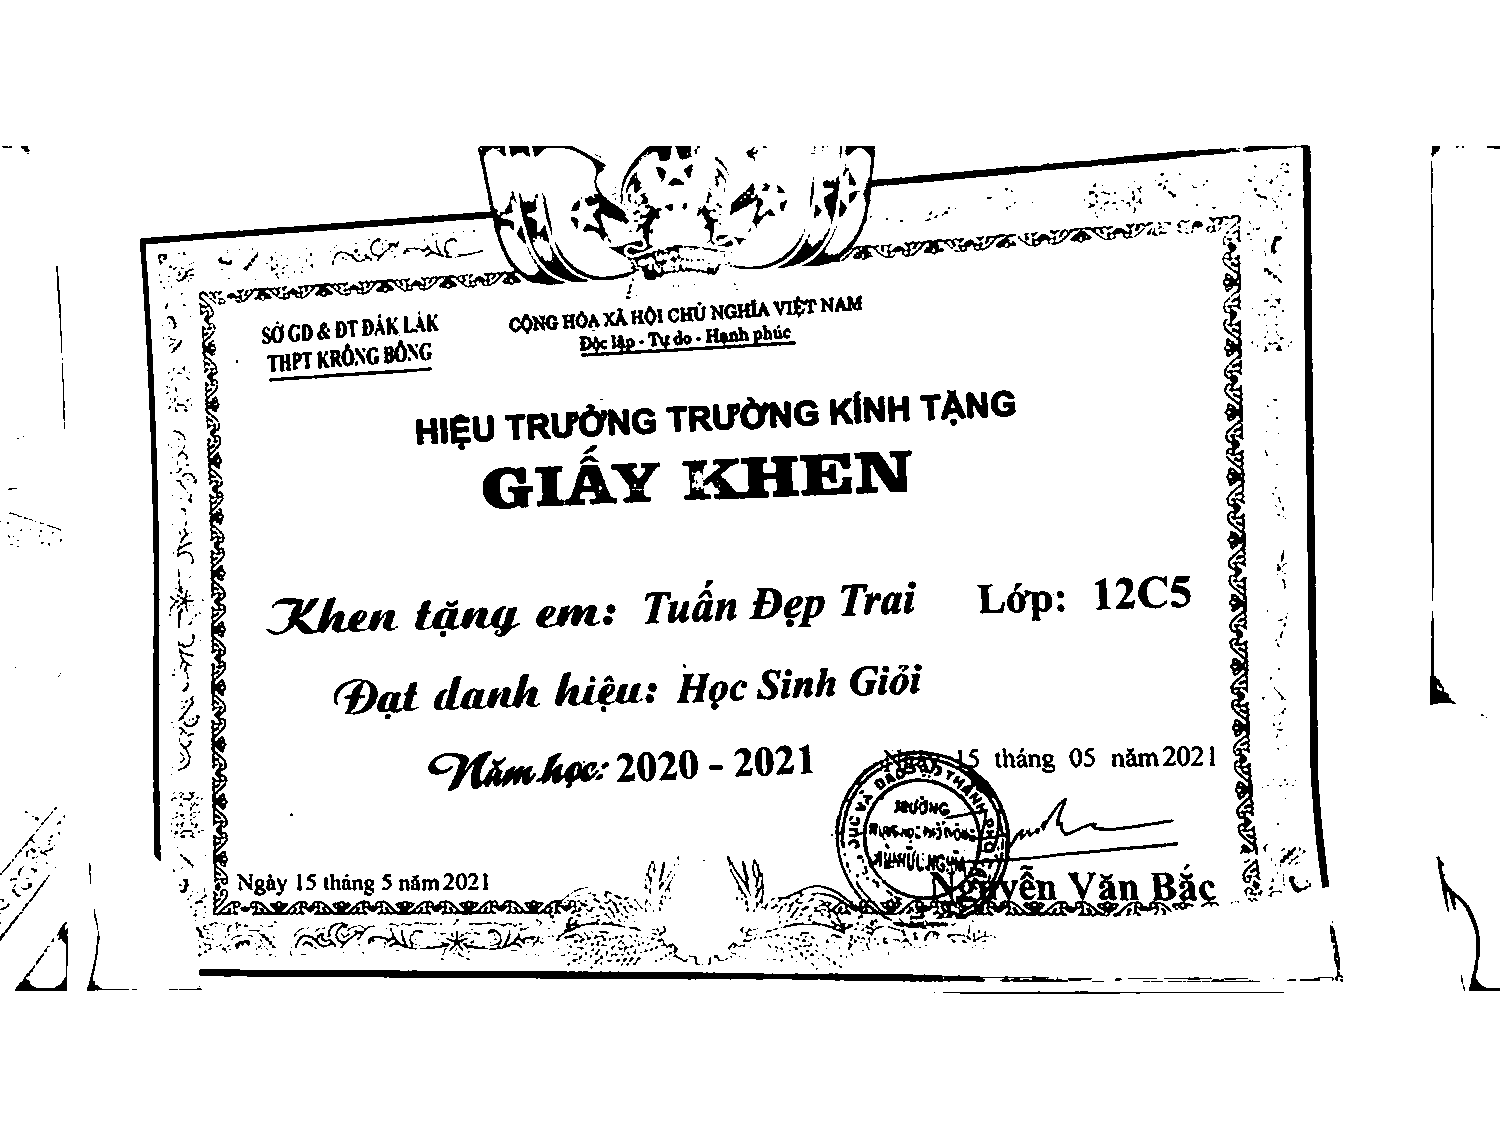 SỞ GD & ĐT ĐẮK LẮK
THPT KRÔNG BÔNG
CỘNG HÒA XÃ HỘI CHỦ NGHĨA VIỆT NAM
Độc lập - Tự do - Hạnh phúc
HIỆU TRƯỞNG TRƯỜNG KÍNH TẶNG
GIẤY KHEN
Khen tặng em: Tuấn Đẹp Trai Lớp: 12C5
Đạt danh hiệu: Học Sinh Giỏi
Năm học: 2020 - 2021
Ngày 15 tháng 05 năm 2021
TRƯỜNG
Nguyễn Văn Bắc
Ngày 15 tháng 5 năm 2021